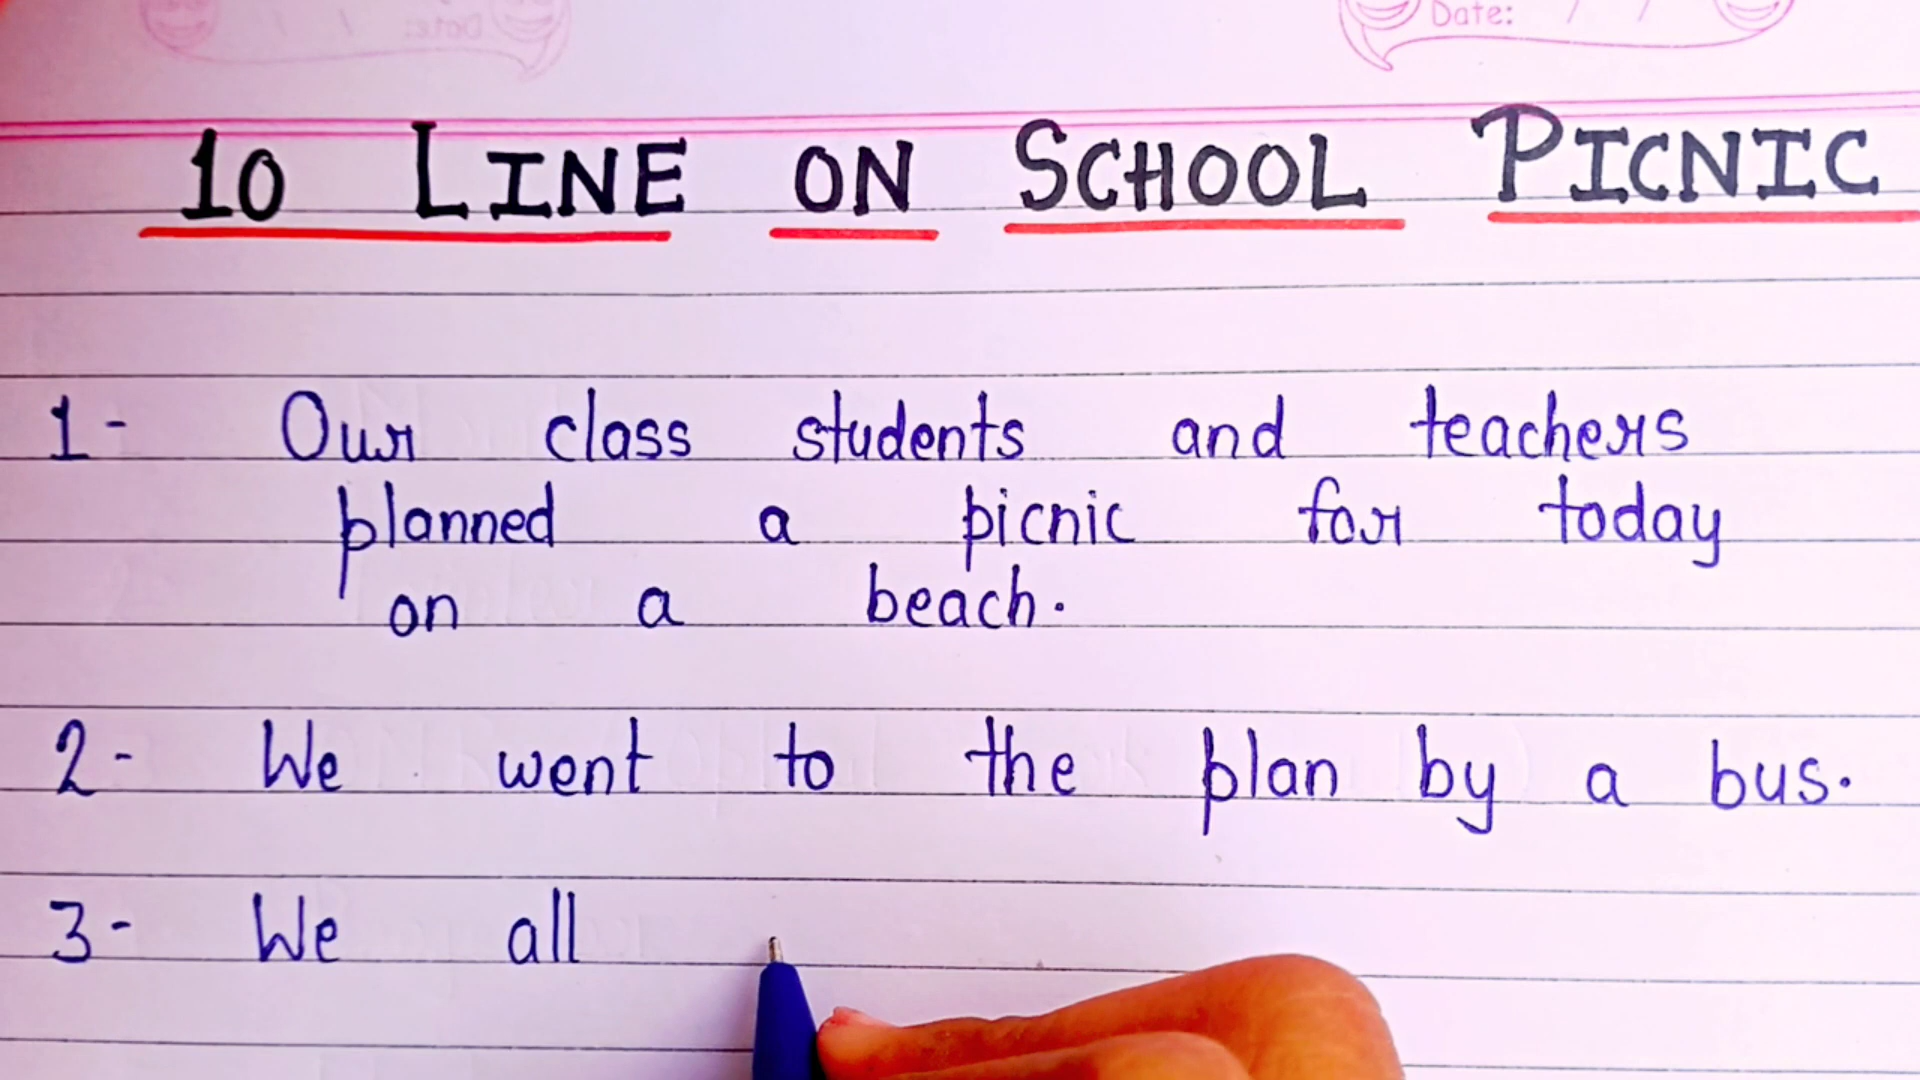 Date: / /
10 LINE ON SCHOOL PICNIC
1- Our class students and teachers
planned a picnic for today
on a beach.
2- We went to the plan by a bus.
3- We all